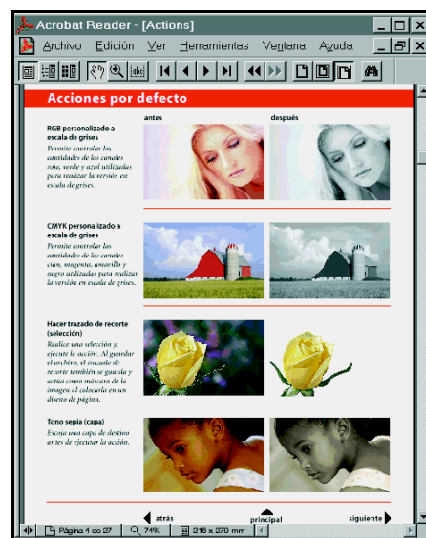 Acrobat Reader - [Actions]
Archivo Edición Ver Herramientas Ventana Ayuda
Acciones por defecto
antes después
RGB personalizado a
escala de grises
Permite controlar las
cantidades de los canales
rojo, verde y azul utilizadas
para realizar la versión en
escala de grises.
CMYK personalizado a
escala de grises
Permite controlar las
cantidades de los canales
cian, magenta, amarillo y
negro utilizadas para realizar
la versión en escala de grises.
Hacer trazado de recorte
(selección)
Realice una selección y
ejecute la acción. Al guardar
el archivo, el trazado de
recorte también se guarda y
actúa como máscara de la
imagen al colocarla en un
diseño de página.
Tono sepia (capa)
Escoja una capa de destino
antes de ejecutar la acción.
atrás principal siguiente
Página 4 de 27 74% 216 x 279 mm